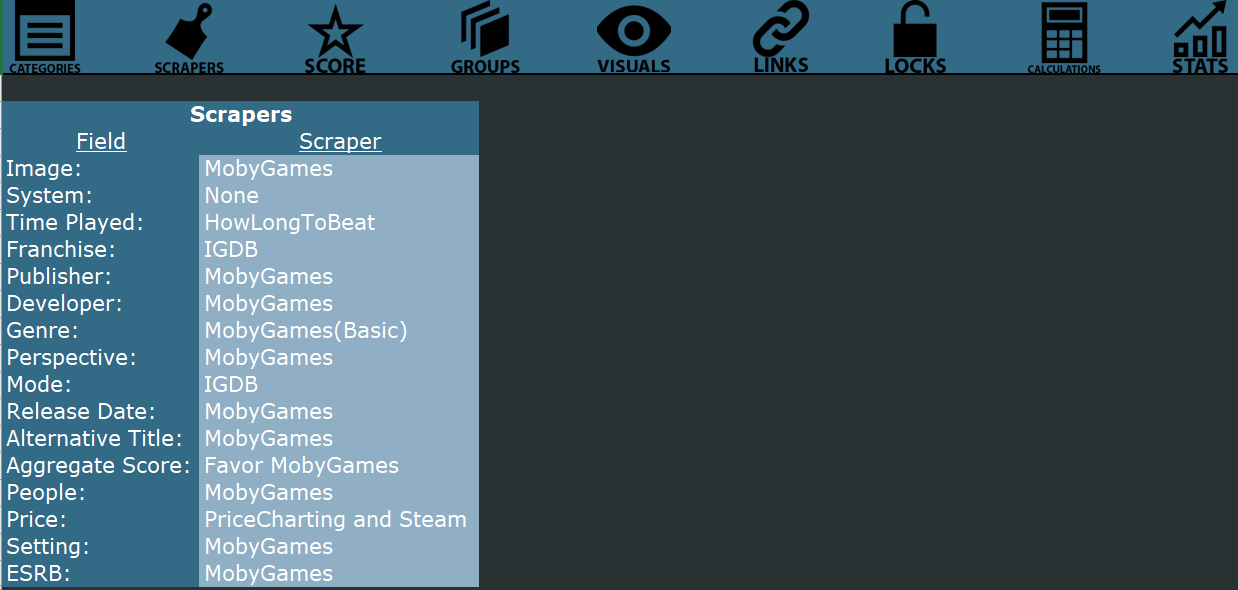 CATEGORIES SCRAPERS SCORE GROUPS VISUALS LINKS LOCKS CALCULATIONS STATS
Scrapers
Field Scraper
Image: MobyGames
System: None
Time Played: HowLongToBeat
Franchise: IGDB
Publisher: MobyGames
Developer: MobyGames
Genre: MobyGames(Basic)
Perspective: MobyGames
Mode: IGDB
Release Date: MobyGames
Alternative Title: MobyGames
Aggregate Score: Favor MobyGames
People: MobyGames
Price: PriceCharting and Steam
Setting: MobyGames
ESRB: MobyGames